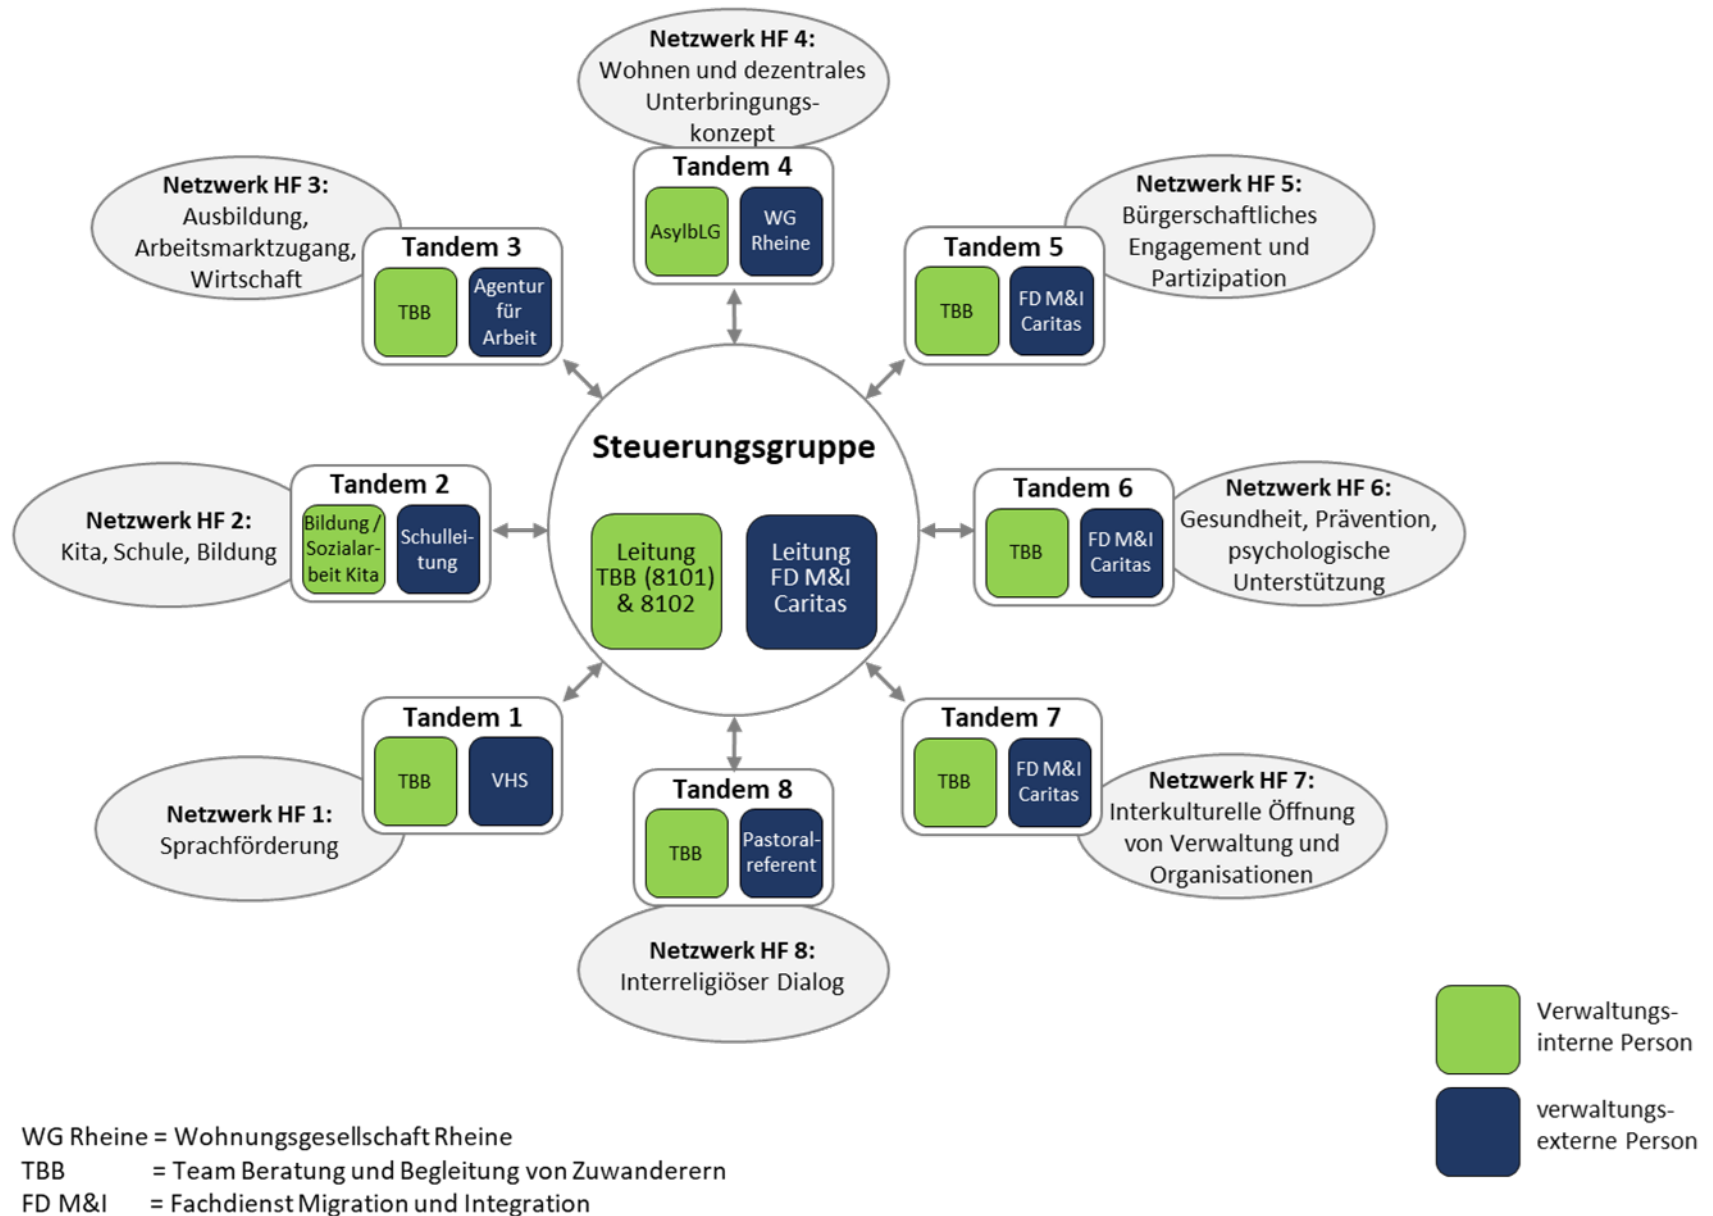 Netzwerk HF 4:
Wohnen und dezentrales
Unterbringungs-
konzept
Tandem 4
AsylbLG
WG
Rheine
Netzwerk HF 3:
Ausbildung,
Arbeitsmarktzugang,
Wirtschaft
Tandem 3
TBB
Agentur
für
Arbeit
Netzwerk HF 5:
Bürgerschaftliches
Engagement und
Partizipation
Tandem 5
TBB
FD M&I
Caritas
Steuerungsgruppe
Leitung
TBB (8101)
& 8102
Leitung
FD M&I
Caritas
Netzwerk HF 2:
Kita, Schule, Bildung
Tandem 2
Bildung /
Sozialar-
beit Kita
Schullei-
tung
Tandem 6
TBB
FD M&I
Caritas
Netzwerk HF 6:
Gesundheit, Prävention,
psychologische
Unterstützung
Tandem 1
TBB
VHS
Netzwerk HF 1:
Sprachförderung
Tandem 8
TBB
Pastoral-
referent
Netzwerk HF 8:
Interreligiöser Dialog
Tandem 7
TBB
FD M&I
Caritas
Netzwerk HF 7:
Interkulturelle Öffnung
von Verwaltung und
Organisationen
Verwaltungs-
interne Person
verwaltungs-
externe Person
WG Rheine = Wohnungsgesellschaft Rheine
TBB = Team Beratung und Begleitung von Zuwanderern
FD M&I = Fachdienst Migration und Integration